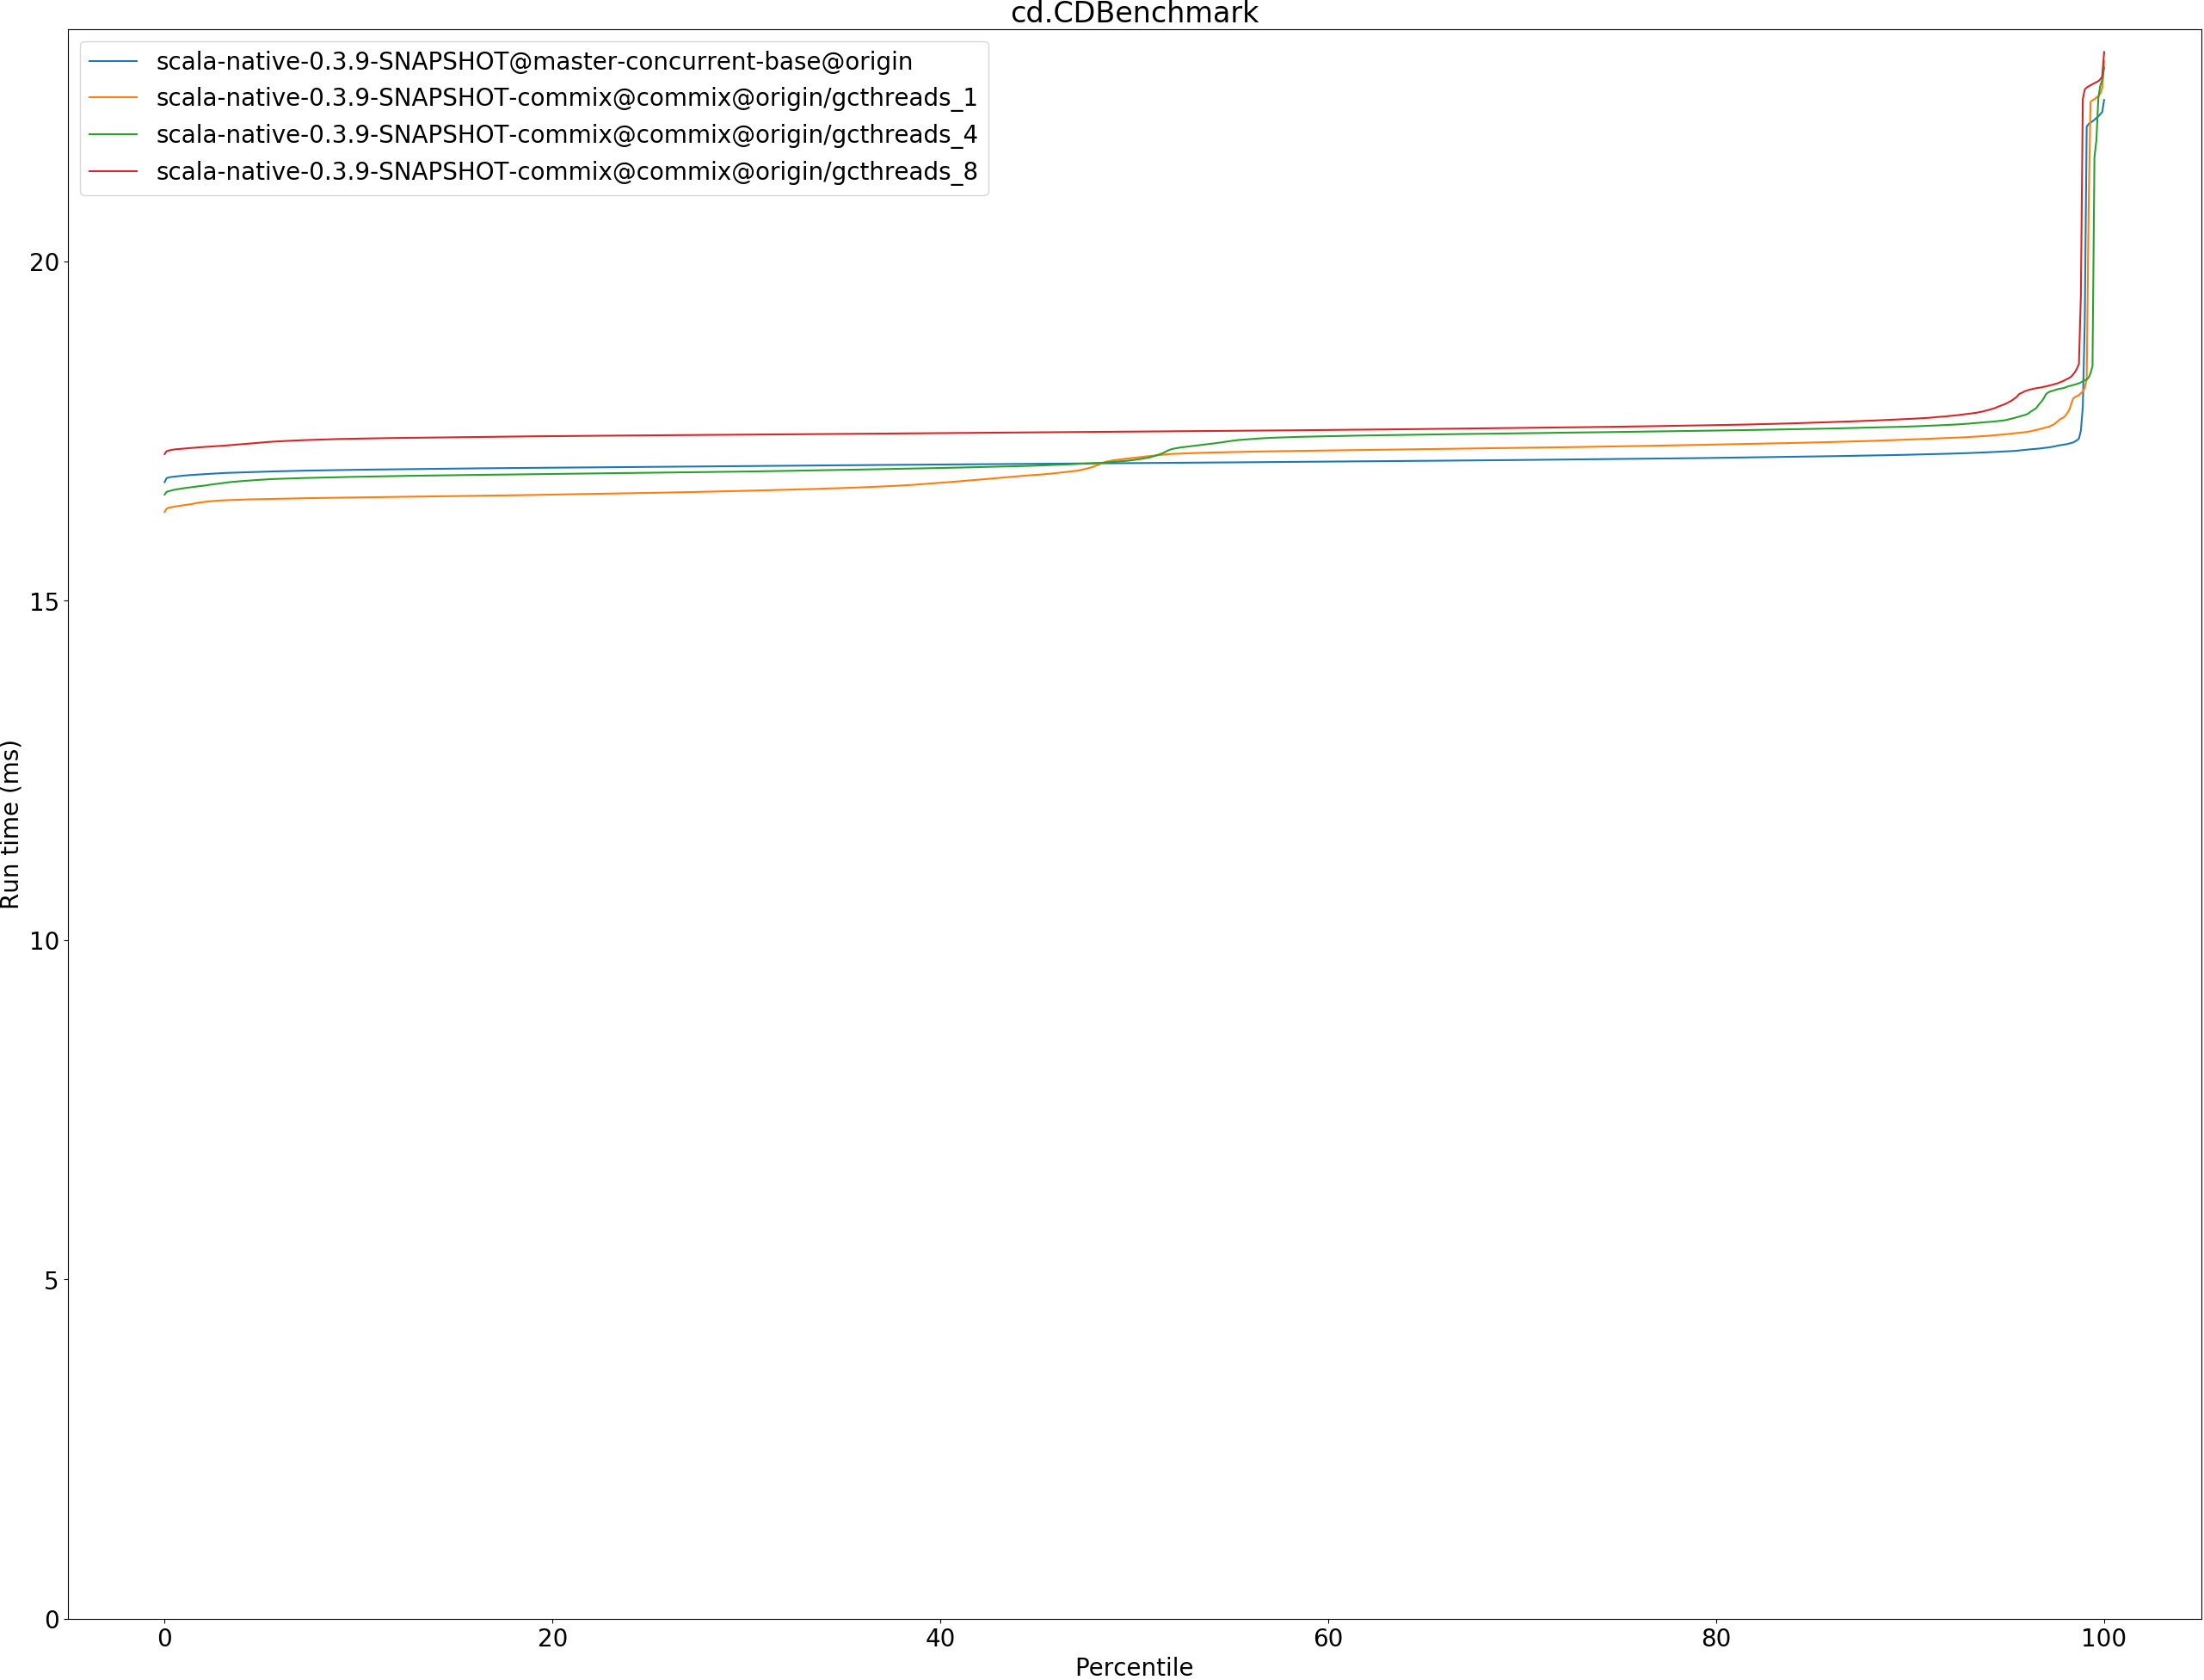 cd.CDBenchmark
scala-native-0.3.9-SNAPSHOT@master-concurrent-base@origin
scala-native-0.3.9-SNAPSHOT-commix@commix@origin/gcthreads_1
scala-native-0.3.9-SNAPSHOT-commix@commix@origin/gcthreads_4
scala-native-0.3.9-SNAPSHOT-commix@commix@origin/gcthreads_8
20
15
10
5
0
Run time (ms)
0 20 40 60 80 100
Percentile